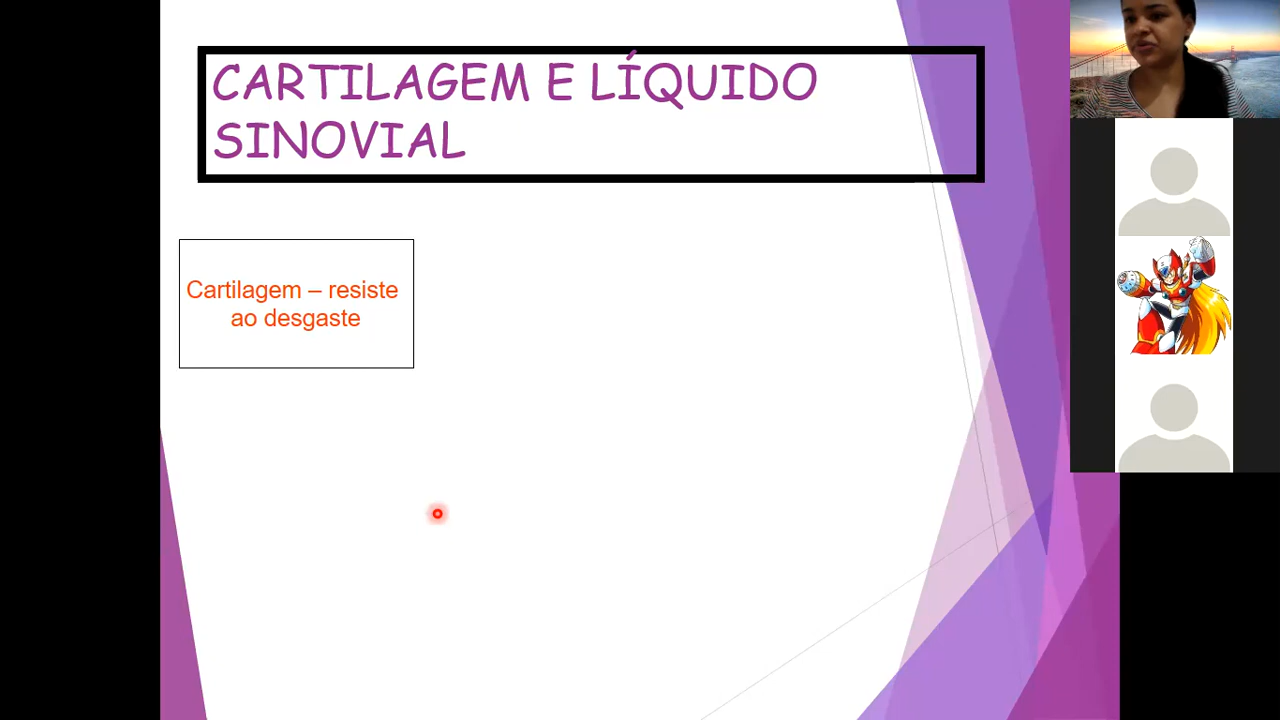 CARTILAGEM E LÍQUIDO
SINOVIAL
Cartilagem – resiste
ao desgaste